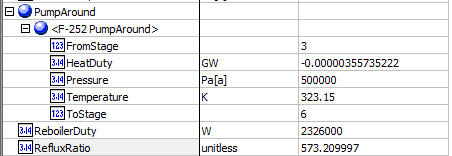 PumpAround
<F-252 PumpAround>
123 FromStage 3
3.14 HeatDuty GW -0.00000355735222
3.14 Pressure Pa[a] 500000
3.14 Temperature K 323.15
123 ToStage 6
3.14 ReboilerDuty W 2326000
3.14 RefluxRatio unitless 573.209997